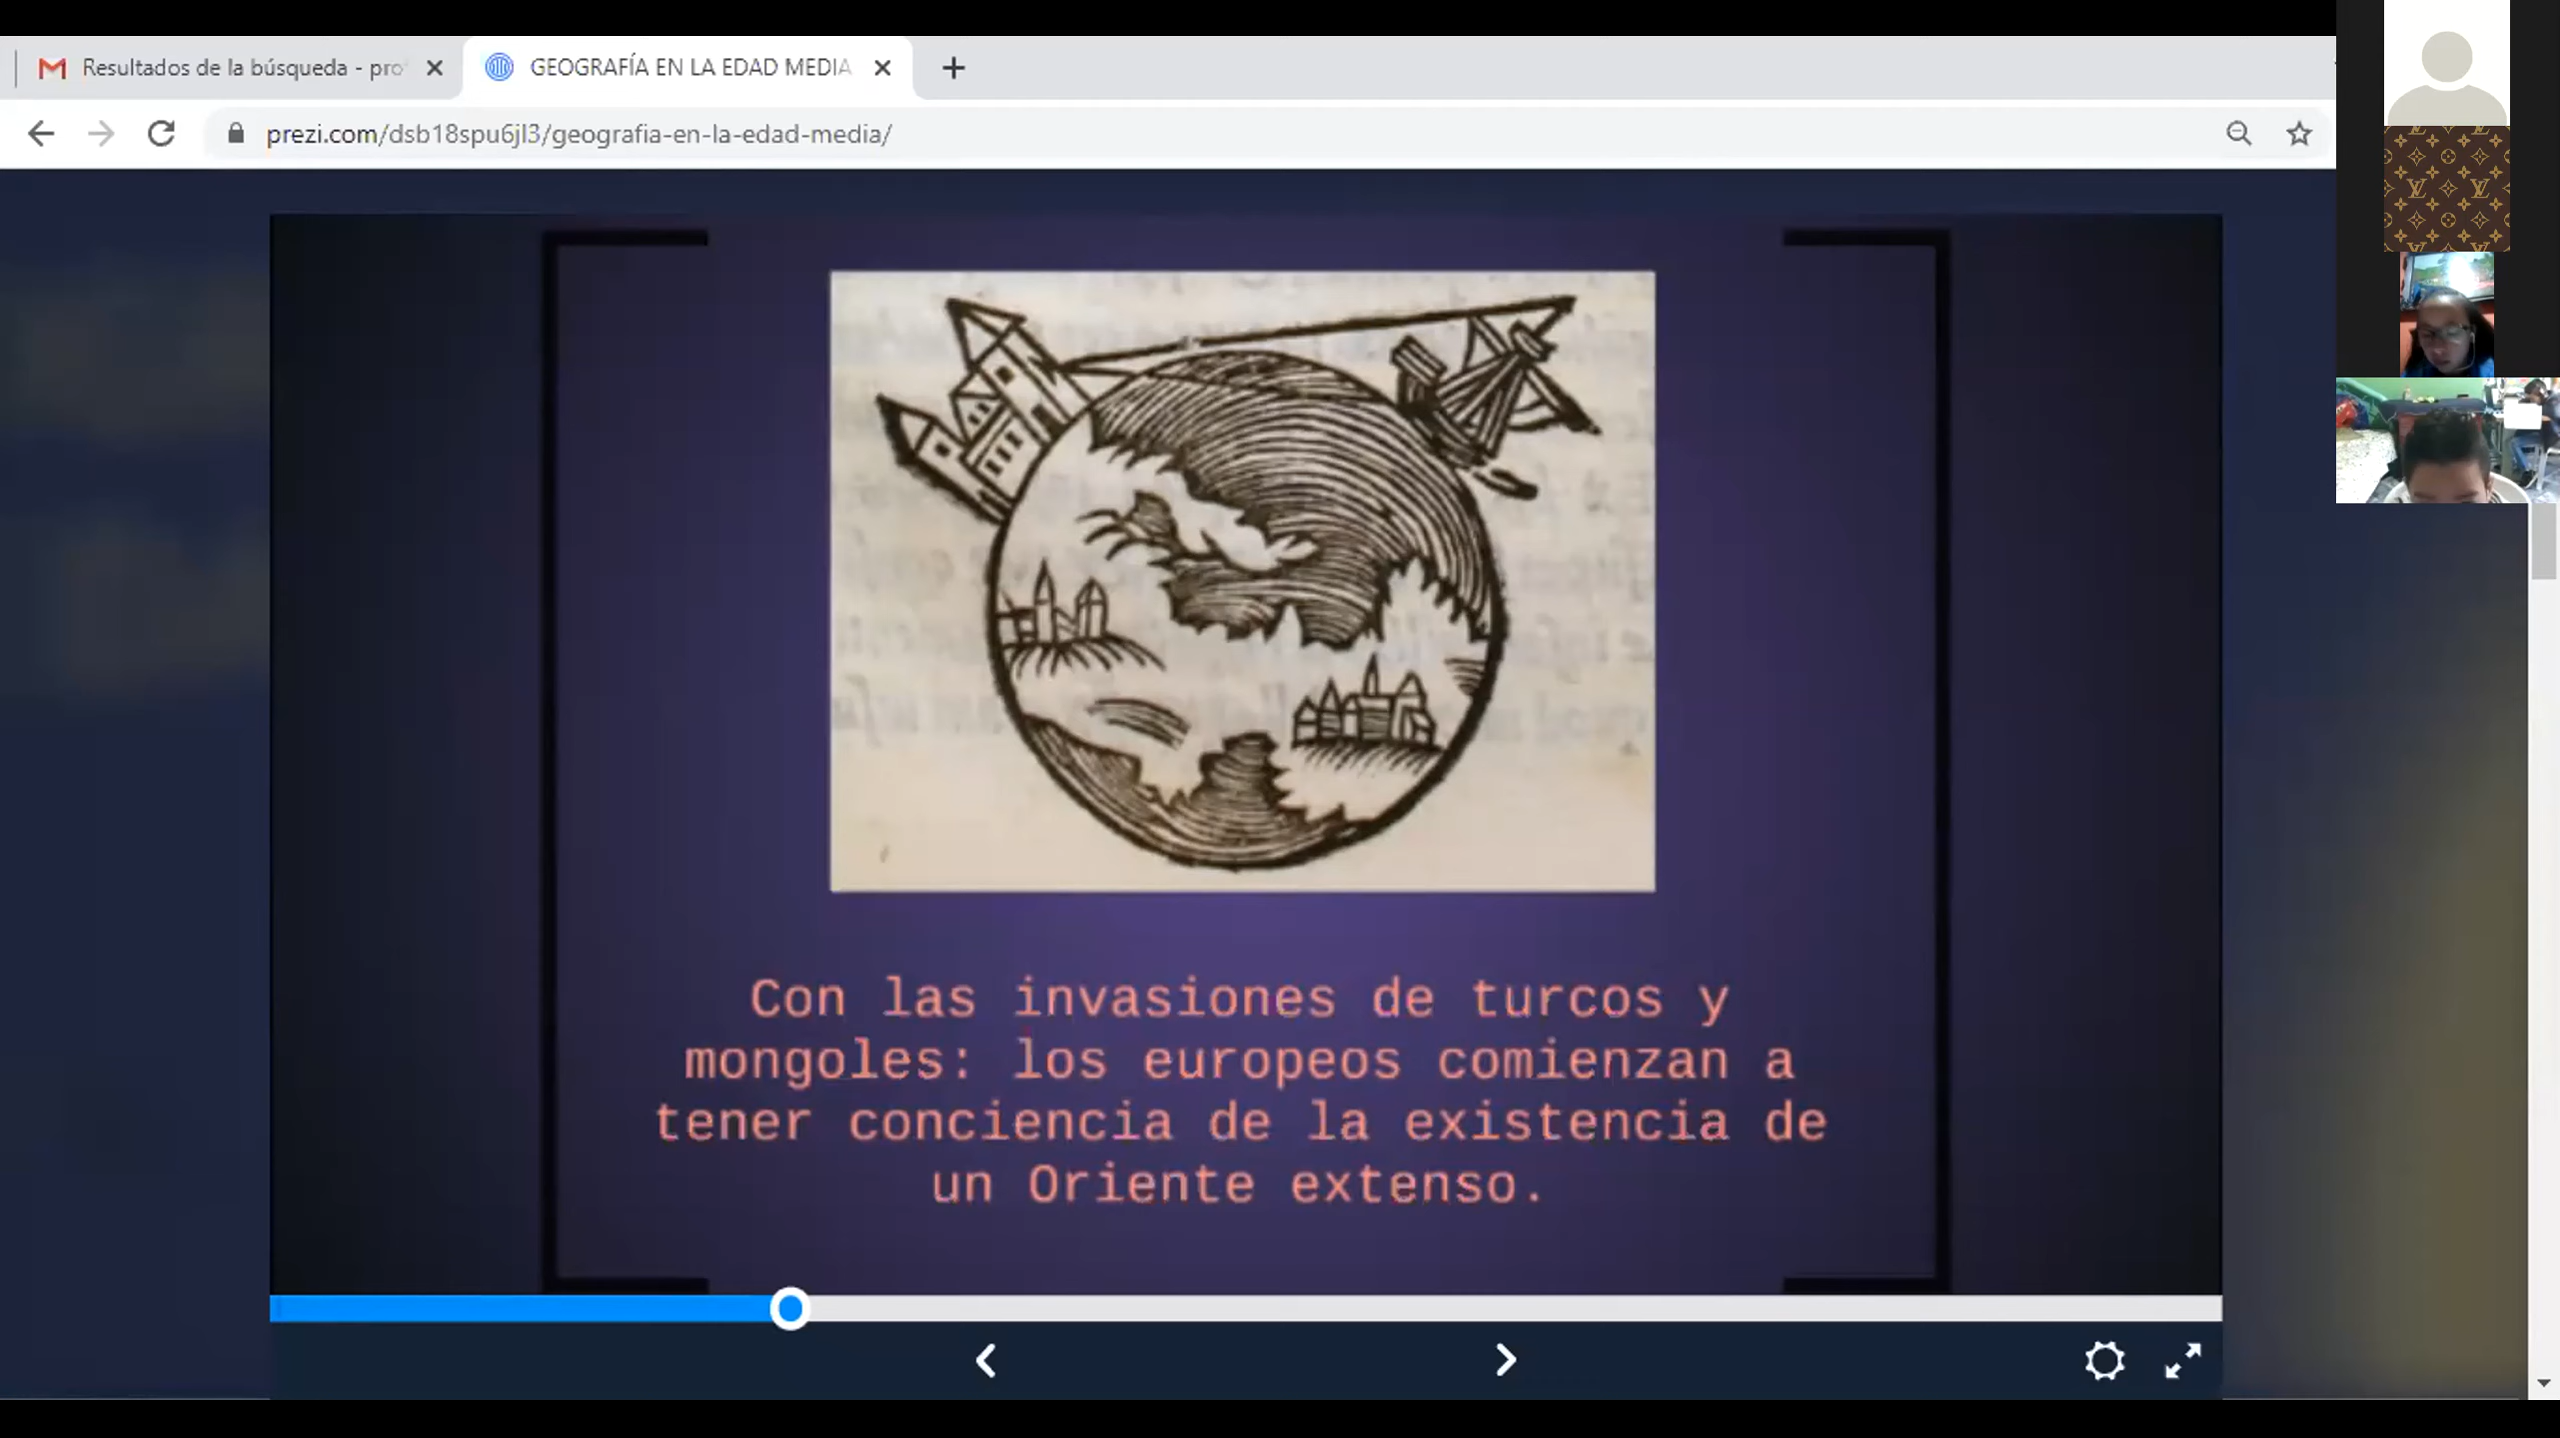 Resultados de la búsqueda - pro
GEOGRAFÍA EN LA EDAD MEDIA
prezi.com/dsb18spu6jl3/geografia-en-la-edad-media/
Con las invasiones de turcos y
mongoles: los europeos comienzan a
tener conciencia de la existencia de
un Oriente extenso.